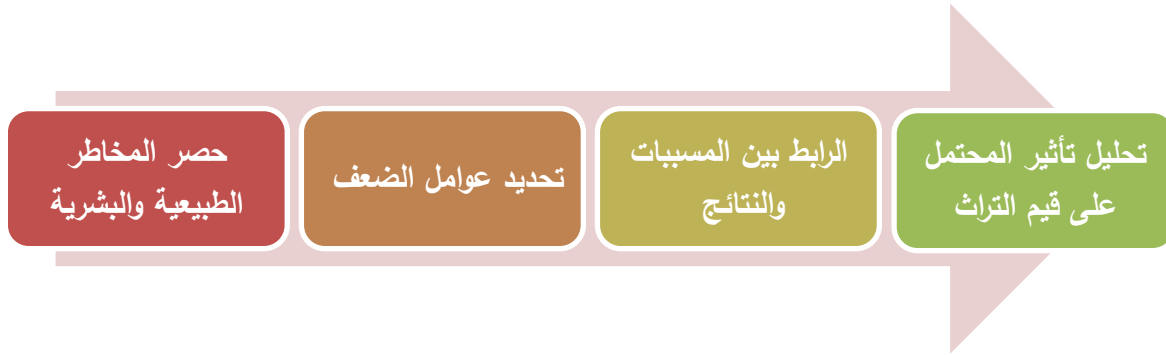 حصر المخاطر
الطبيعية والبشرية
تحديد عوامل الضعف
الرابط بين المسببات
والنتائج
تحليل تأثير المحتمل
على قيم التراث